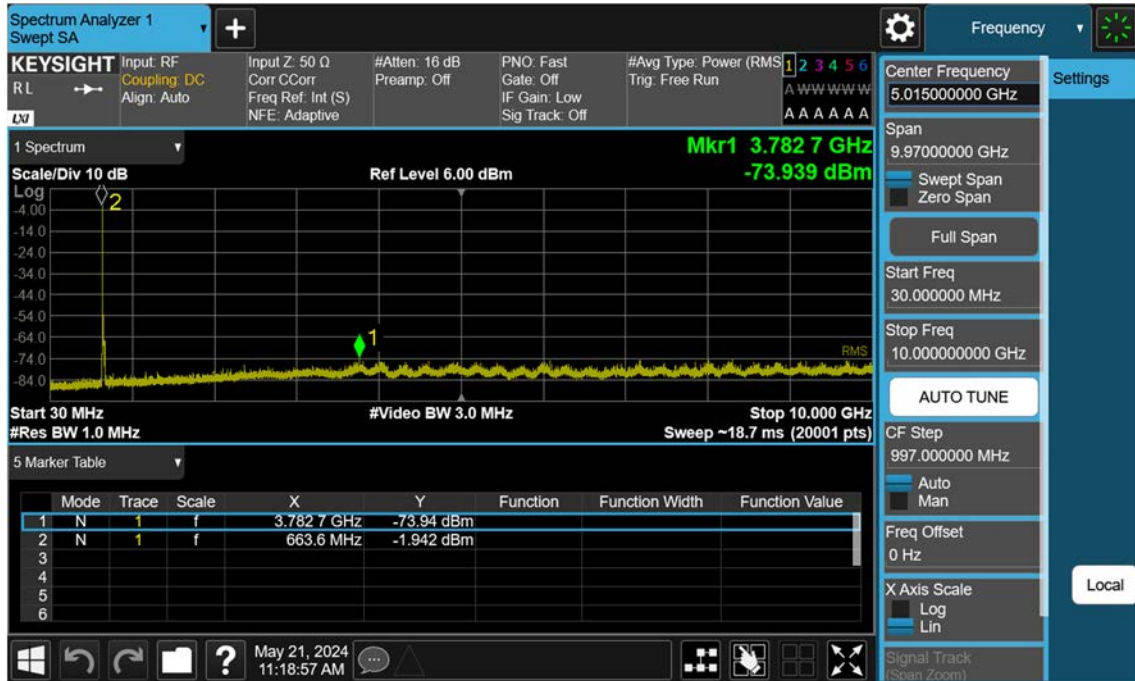 Spectrum Analyzer 1
Swept SA
Frequency
KEYSIGHT
R L
LXI
Input: RF
Coupling: DC
Align: Auto
Input Z: 50 Ω
Corr CCorr
Freq Ref: Int (S)
NFE: Adaptive
#Atten: 16 dB
Preamp: Off
PNO: Fast
Gate: Off
IF Gain: Low
Sig Track: Off
#Avg Type: Power (RMS
Trig: Free Run
1 2 3 4 5 6
A W W W W W
A A A A A A
Center Frequency
5.015000000 GHz
Settings
1 Spectrum
Mkr1 3.782 7 GHz
-73.939 dBm
Scale/Div 10 dB
Ref Level 6.00 dBm
Log
-4.00
-14.0
-24.0
-34.0
-44.0
-54.0
-64.0
-74.0
-84.0
2
1
RMS
Start 30 MHz
#Video BW 3.0 MHz
Stop 10.000 GHz
#Res BW 1.0 MHz
Sweep ~18.7 ms (20001 pts)
Span
9.97000000 GHz
Swept Span
Zero Span
Full Span
Start Freq
30.000000 MHz
Stop Freq
10.000000000 GHz
AUTO TUNE
CF Step
997.000000 MHz
Auto
Man
Freq Offset
0 Hz
X Axis Scale
Log
Lin
Signal Track
(Span Zoom)
Local
5 Marker Table
Mode Trace Scale X Y Function Function Width Function Value
1 N 1 f 3.782 7 GHz -73.94 dBm
2 N 1 f 663.6 MHz -1.942 dBm
3
4
5
6
?
May 21, 2024
11:18:57 AM